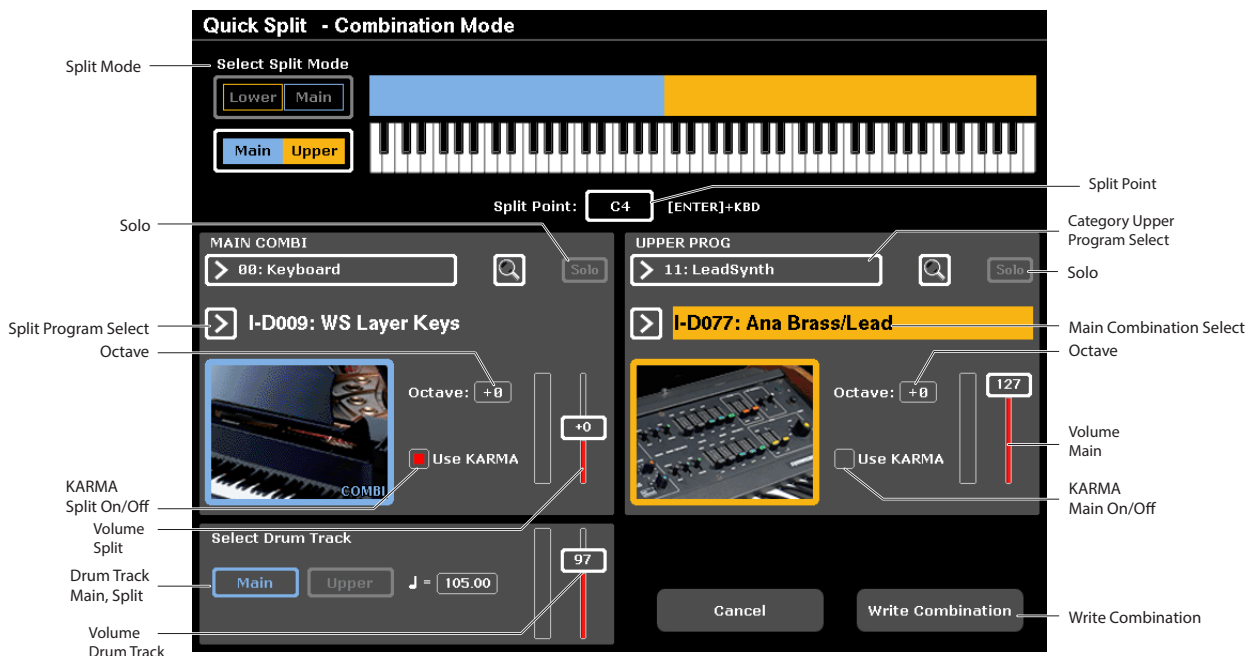 Quick Split - Combination Mode
Split Mode
Select Split Mode
Lower Main
Main Upper
Split Point: C4 [ENTER]+KBD
Split Point
Solo
Category Upper
Program Select
MAIN COMBI
00: Keyboard
Solo
UPPER PROG
11: LeadSynth
Solo
Solo
Split Program Select
I-D009: WS Layer Keys
I-D077: Ana Brass/Lead
Main Combination Select
Octave
Octave
Octave: +0
+0
Use KARMA
COMBI
Octave: +0
127
Use KARMA
Volume
Main
KARMA
Split On/Off
KARMA
Main On/Off
Volume
Split
Select Drum Track
97
Drum Track
Main, Split
Main Upper ♩ = 105.00
Cancel
Write Combination
Write Combination
Volume
Drum Track